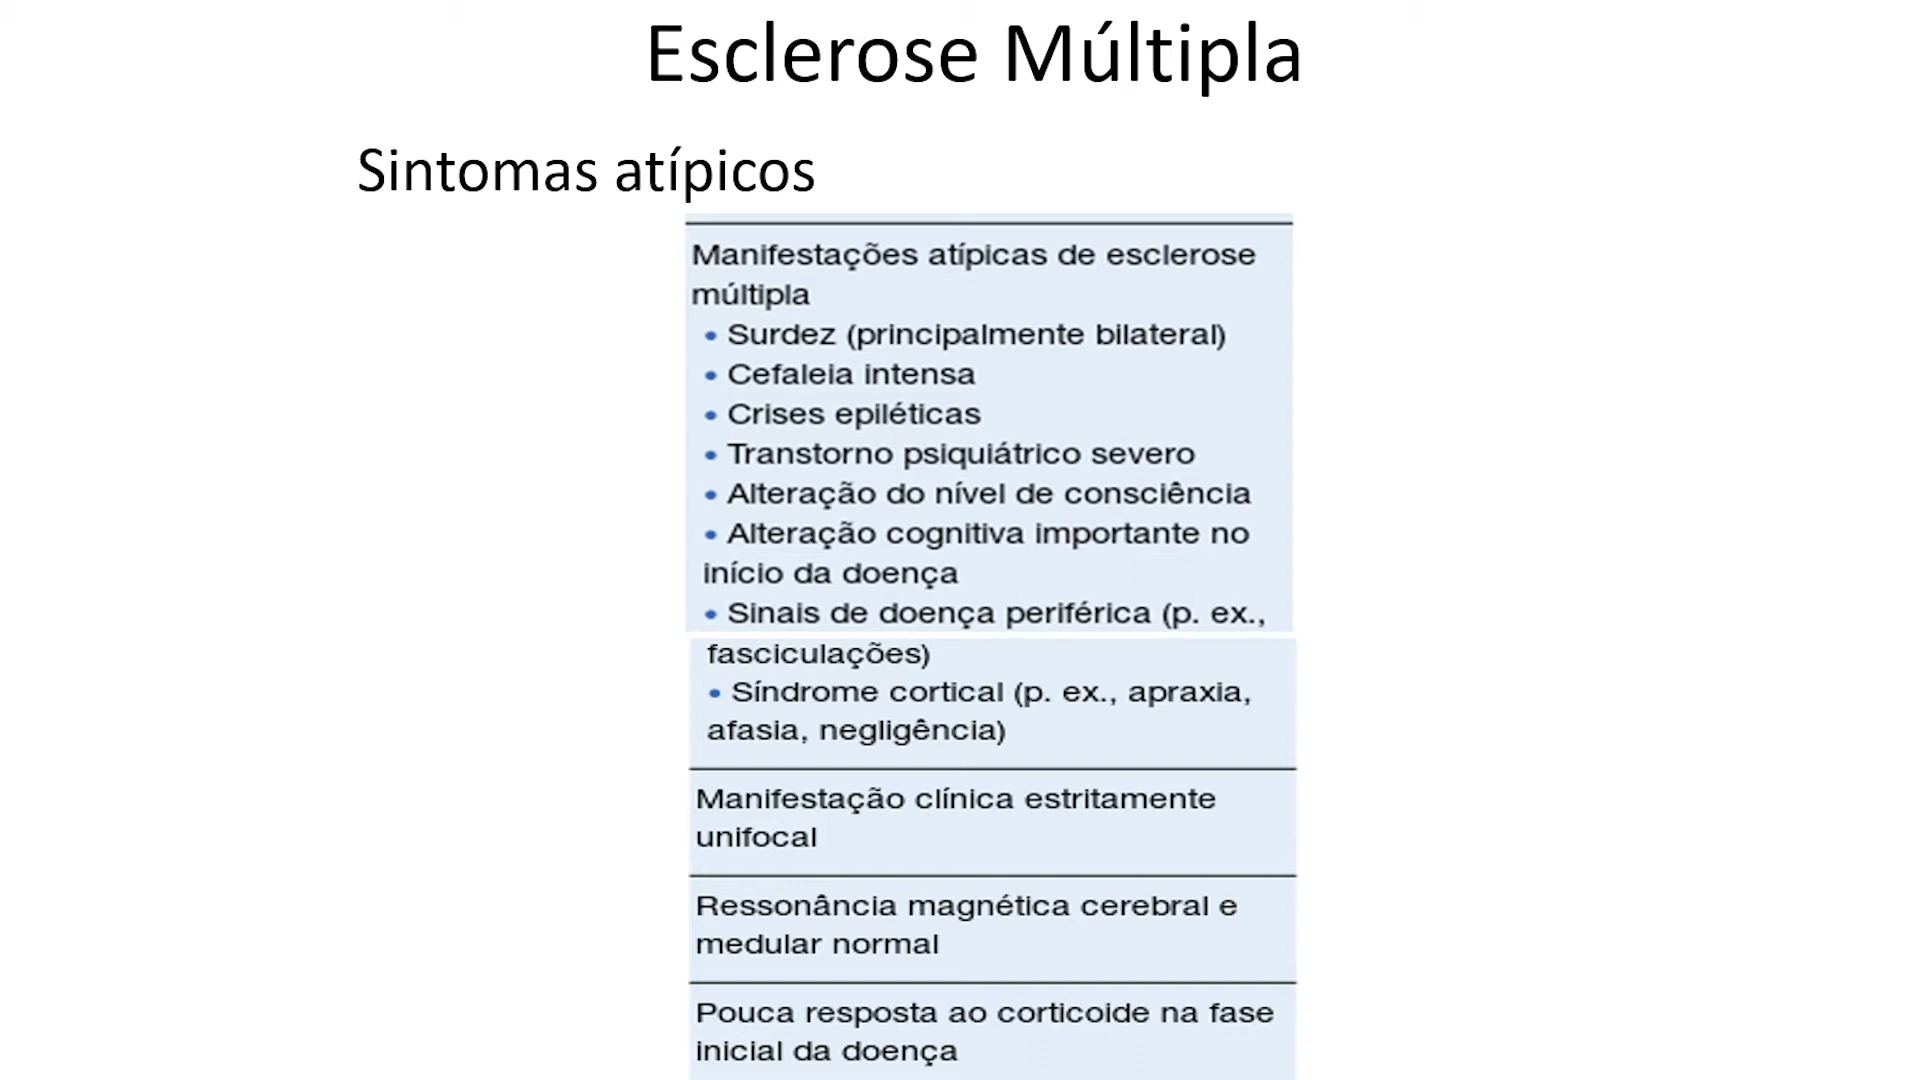 Esclerose Múltipla
Sintomas atípicos
Manifestações atípicas de esclerose
múltipla
• Surdez (principalmente bilateral)
• Cefaleia intensa
• Crises epiléticas
• Transtorno psiquiátrico severo
• Alteração do nível de consciência
• Alteração cognitiva importante no
início da doença
• Sinais de doença periférica (p. ex.,
fasciculações)
• Síndrome cortical (p. ex., apraxia,
afasia, negligência)
Manifestação clínica estritamente
unifocal
Ressonância magnética cerebral e
medular normal
Pouca resposta ao corticoide na fase
inicial da doença